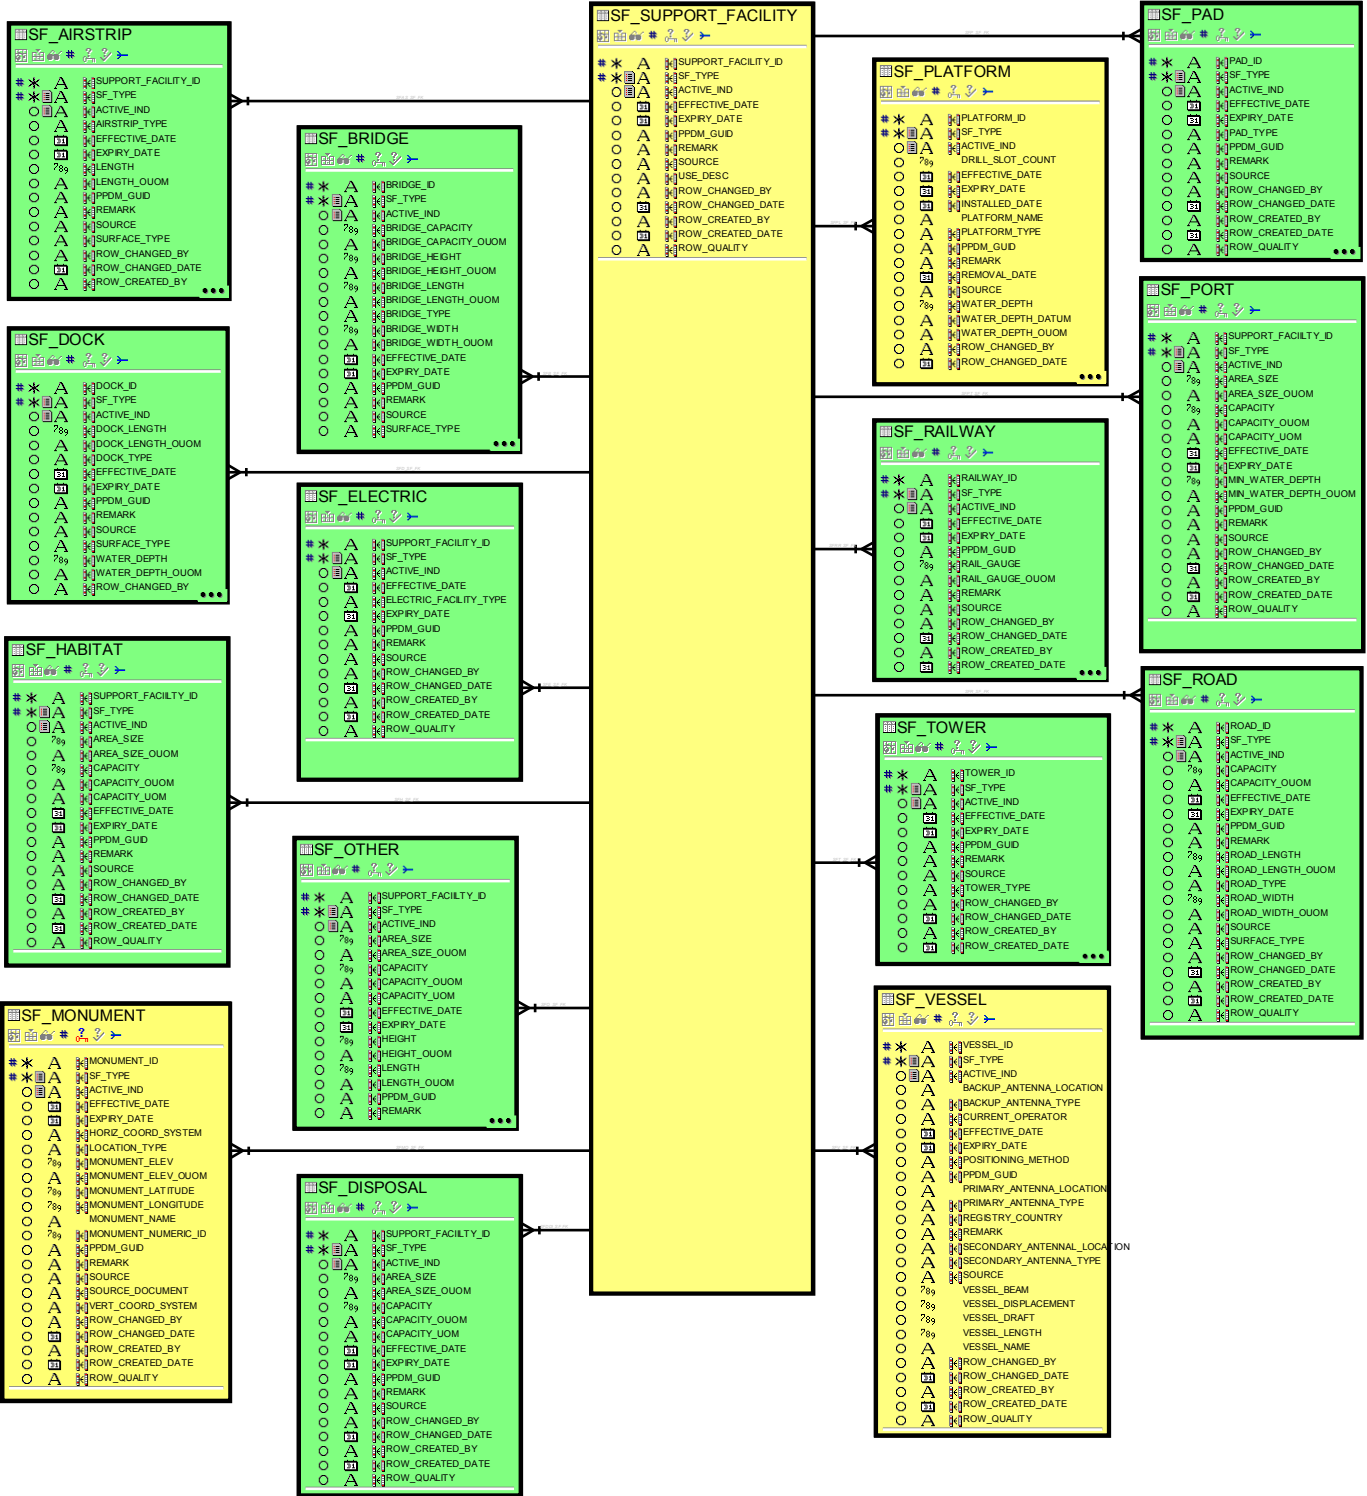 SF_AIRSTRIP
SUPPORT_FACIILITY_ID
SF_TYPE
ACTIVE_IND
AIRSTRIP_TYPE
EFFECTIVE_DATE
EXPIRY_DATE
LENGTH
LENGTH_OUOM
PPDM_GUID
REMARK
SOURCE
SURFACE_TYPE
ROW_CHANGED_BY
ROW_CHANGED_DATE
ROW_CREATED_BY
SF_DOCK
DOCK_ID
SF_TYPE
ACTIVE_IND
DOCK_LENGTH
DOCK_LENGTH_OUOM
DOCK_TYPE
EFFECTIVE_DATE
EXPIRY_DATE
PPDM_GUID
REMARK
SOURCE
SURFACE_TYPE
WATER_DEPTH
WATER_DEPTH_OUOM
ROW_CHANGED_BY
SF_HABITAT
SUPPORT_FACIILTY_ID
SF_TYPE
ACTIVE_IND
AREA_SIZE
AREA_SIZE_OUOM
CAPACITY
CAPACITY_OUOM
CAPACITY_UOM
EFFECTIVE_DATE
EXPIRY_DATE
PPDM_GUID
REMARK
SOURCE
ROW_CHANGED_BY
ROW_CHANGED_DATE
ROW_CREATED_BY
ROW_CREATED_DATE
ROW_QUALITY
SF_MONUMENT
MONUMENT_ID
SF_TYPE
ACTIVE_IND
EFFECTIVE_DATE
EXPIRY_DATE
HORIZ_COORD_SYSTEM
LOCATION_TYPE
MONUMENT_ELEV
MONUMENT_ELEV_OUOM
MONUMENT_LATITUDE
MONUMENT_LONGITUDE
MONUMENT_NAME
MONUMENT_NUMERIC_ID
PPDM_GUID
REMARK
SOURCE
SOURCE_DOCUMENT
VERT_COORD_SYSTEM
ROW_CHANGED_BY
ROW_CHANGED_DATE
ROW_CREATED_BY
ROW_CREATED_DATE
ROW_QUALITY
SF_BRIDGE
BRIDGE_ID
SF_TYPE
ACTIVE_IND
BRIDGE_CAPACITY
BRIDGE_CAPACITY_OUOM
BRIDGE_HEIGHT
BRIDGE_HEIGHT_OUOM
BRIDGE_LENGTH
BRIDGE_LENGTH_OUOM
BRIDGE_TYPE
BRIDGE_WIDTH
BRIDGE_WIDTH_OUOM
EFFECTIVE_DATE
EXPIRY_DATE
PPDM_GUID
REMARK
SOURCE
SURFACE_TYPE
SF_ELECTRIC
SUPPORT_FACILITY_ID
SF_TYPE
ACTIVE_IND
EFFECTIVE_DATE
ELECTRIC_FACILITY_TYPE
EXPIRY_DATE
PPDM_GUID
REMARK
SOURCE
ROW_CHANGED_BY
ROW_CHANGED_DATE
ROW_CREATED_BY
ROW_CREATED_DATE
ROW_QUALITY
SF_OTHER
SUPPORT_FACIILTY_ID
SF_TYPE
ACTIVE_IND
AREA_SIZE
AREA_SIZE_OUOM
CAPACITY
CAPACITY_OUOM
CAPACITY_UOM
EFFECTIVE_DATE
EXPIRY_DATE
HEIGHT
HEIGHT_OUOM
LENGTH
LENGTH_OUOM
PPDM_GUID
REMARK
SF_DISPOSAL
SUPPORT_FACIILTY_ID
SF_TYPE
ACTIVE_IND
AREA_SIZE
AREA_SIZE_OUOM
CAPACITY
CAPACITY_OUOM
CAPACITY_UOM
EFFECTIVE_DATE
EXPIRY_DATE
PPDM_GUID
REMARK
SOURCE
ROW_CHANGED_BY
ROW_CHANGED_DATE
ROW_CREATED_BY
ROW_CREATED_DATE
ROW_QUALITY
SF_SUPPORT_FACILITY
SUPPORT_FACILITY_ID
SF_TYPE
ACTIVE_IND
EFFECTIVE_DATE
EXPIRY_DATE
PPDM_GUID
REMARK
SOURCE
USE_DESC
ROW_CHANGED_BY
ROW_CHANGED_DATE
ROW_CREATED_BY
ROW_CREATED_DATE
ROW_QUALITY
SF_PLATFORM
PLATFORM_ID
SF_TYPE
ACTIVE_IND
DRILL_SLOT_COUNT
EFFECTIVE_DATE
EXPIRY_DATE
INSTALLED_DATE
PLATFORM_NAME
PLATFORM_TYPE
PPDM_GUID
REMARK
REMOVAL_DATE
SOURCE
WATER_DEPTH
WATER_DEPTH_DATUM
WATER_DEPTH_OUOM
ROW_CHANGED_BY
ROW_CHANGED_DATE
SF_RAILWAY
RAILWAY_ID
SF_TYPE
ACTIVE_IND
EFFECTIVE_DATE
EXPIRY_DATE
PPDM_GUID
RAIL_GAUGE
RAIL_GAUGE_OUOM
REMARK
SOURCE
ROW_CHANGED_BY
ROW_CHANGED_DATE
ROW_CREATED_BY
ROW_CREATED_DATE
SF_TOWER
TOWER_ID
SF_TYPE
ACTIVE_IND
EFFECTIVE_DATE
EXPIRY_DATE
PPDM_GUID
REMARK
SOURCE
TOWER_TYPE
ROW_CHANGED_BY
ROW_CHANGED_DATE
ROW_CREATED_BY
ROW_CREATED_DATE
SF_VESSEL
VESSEL_ID
SF_TYPE
ACTIVE_IND
BACKUP_ANTENNA_LOCATION
BACKUP_ANTENNA_TYPE
CURRENT_OPERATOR
EFFECTIVE_DATE
EXPIRY_DATE
POSITIONING_METHOD
PPDM_GUID
PRIMARY_ANTENNA_LOCATION
PRIMARY_ANTENNA_TYPE
REGISTRY_COUNTRY
REMARK
SECONDARY_ANTENNAL_LOCATION
SECONDARY_ANTENNA_TYPE
SOURCE
VESSEL_BEAM
VESSEL_DISPLACEMENT
VESSEL_DRAFT
VESSEL_LENGTH
VESSEL_NAME
ROW_CHANGED_BY
ROW_CHANGED_DATE
ROW_CREATED_BY
ROW_CREATED_DATE
ROW_QUALITY
SF_PAD
PAD_ID
SF_TYPE
ACTIVE_IND
EFFECTIVE_DATE
EXPIRY_DATE
PAD_TYPE
PPDM_GUID
REMARK
SOURCE
ROW_CHANGED_BY
ROW_CHANGED_DATE
ROW_CREATED_BY
ROW_CREATED_DATE
ROW_QUALITY
SF_PORT
SUPPORT_FACIILTY_ID
SF_TYPE
ACTIVE_IND
AREA_SIZE
AREA_SIZE_OUOM
CAPACITY
CAPACITY_OUOM
CAPACITY_UOM
EFFECTIVE_DATE
EXPIRY_DATE
MIN_WATER_DEPTH
MIN_WATER_DEPTH_OUOM
PPDM_GUID
REMARK
SOURCE
ROW_CHANGED_BY
ROW_CHANGED_DATE
ROW_CREATED_BY
ROW_CREATED_DATE
ROW_QUALITY
SF_ROAD
ROAD_ID
SF_TYPE
ACTIVE_IND
CAPACITY
CAPACITY_OUOM
EFFECTIVE_DATE
EXPIRY_DATE
PPDM_GUID
REMARK
ROAD_LENGTH
ROAD_LENGTH_OUOM
ROAD_TYPE
ROAD_WIDTH
ROAD_WIDTH_OUOM
SOURCE
SURFACE_TYPE
ROW_CHANGED_BY
ROW_CHANGED_DATE
ROW_CREATED_BY
ROW_CREATED_DATE
ROW_QUALITY